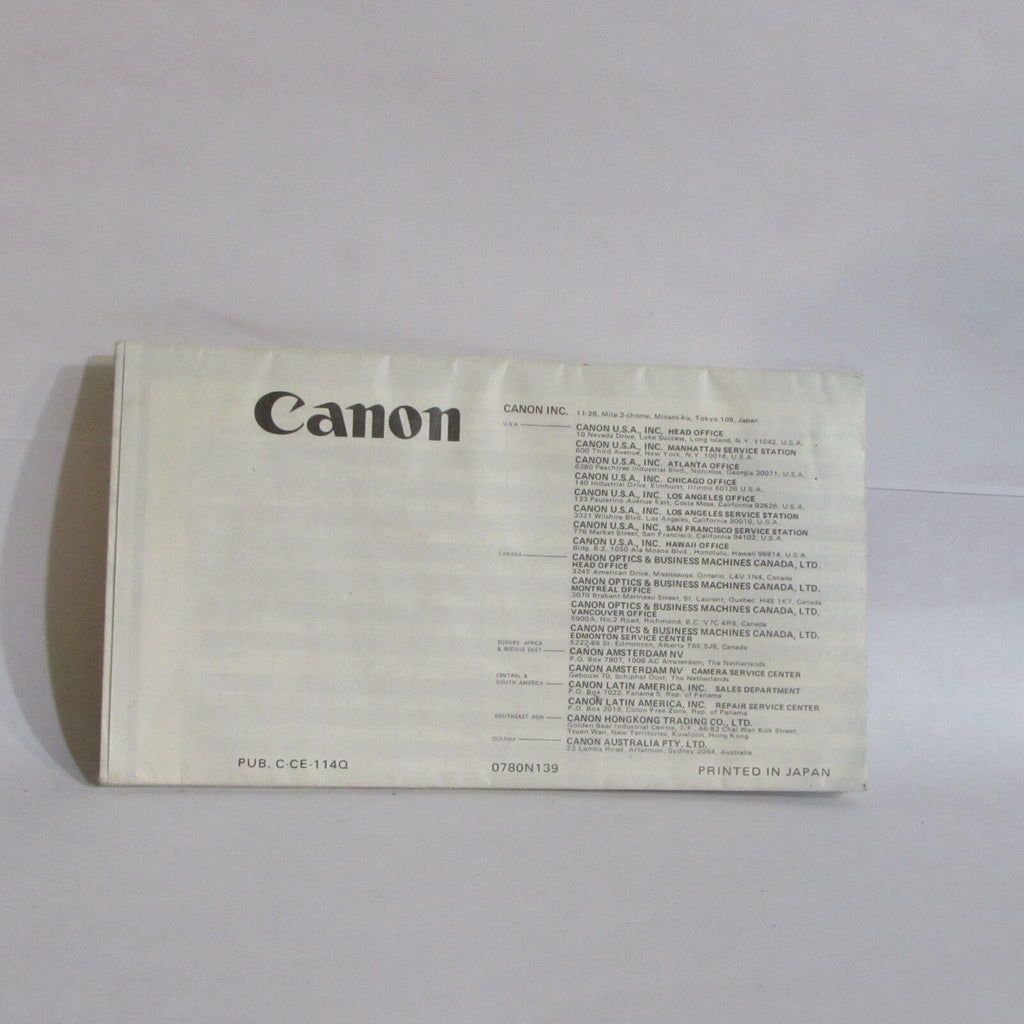 Canon
CANON INC. 11-28, Mita 3-chome, Minato-ku, Tokyo 108, Japan
U.S.A.
CANON U.S.A., INC. HEAD OFFICE
10 Nevada Drive, Lake Success, Long Island, N.Y. 11042, U.S.A.
CANON U.S.A., INC. MANHATTAN SERVICE STATION
600 Third Avenue, New York, N.Y. 10016, U.S.A.
CANON U.S.A., INC. ATLANTA OFFICE
6380 Peachtree Industrial Blvd., Norcross, Georgia 30071, U.S.A.
CANON U.S.A., INC. CHICAGO OFFICE
140 Industrial Drive, Elmhurst, Illinois 60126 U.S.A.
CANON U.S.A., INC. LOS ANGELES OFFICE
123 Paularino Avenue East, Costa Mesa, California 92626, U.S.A.
CANON U.S.A., INC. LOS ANGELES SERVICE STATION
3321 Wilshire Blvd. Los Angeles, California 90010, U.S.A.
CANON U.S.A., INC. SAN FRANCISCO SERVICE STATION
776 Market Street, San Francisco, California 94102, U.S.A.
CANON U.S.A., INC. HAWAII OFFICE
Bldg. B-2, 1050 Ala Moana Blvd., Honolulu, Hawaii 96814, U.S.A.
CANADA
CANON OPTICS & BUSINESS MACHINES CANADA, LTD.
HEAD OFFICE
3245 American Drive, Mississauga, Ontario, L4V 1N4, Canada
CANON OPTICS & BUSINESS MACHINES CANADA, LTD.
MONTREAL OFFICE
3070 Brabant-Marineau Street, St. Laurent, Quebec H4S 1K7, Canada
CANON OPTICS & BUSINESS MACHINES CANADA, LTD.
VANCOUVER OFFICE
5900A, No.2 Road, Richmond, B.C. V7C 4R9, Canada
CANON OPTICS & BUSINESS MACHINES CANADA, LTD.
EDMONTON SERVICE CENTER
5222-86 St. Edmonton, Alberta T6E 5J6, Canada
EUROPE, AFRICA
& MIDDLE EAST
CANON AMSTERDAM NV
P.O. Box 7907, 1008 AC Amsterdam, The Netherlands
CANON AMSTERDAM NV CAMERA SERVICE CENTER
Gebouw 70, Schiphol Oost, The Netherlands
CENTRAL &
SOUTH AMERICA
CANON LATIN AMERICA, INC. SALES DEPARTMENT
P.O. Box 7022, Panama 5, Rep. of Panama
CANON LATIN AMERICA, INC. REPAIR SERVICE CENTER
P.O. Box 2019, Colon Free Zone, Rep. of Panama
SOUTHEAST ASIA
CANON HONGKONG TRADING CO., LTD.
Golden Bear Industrial Centre, 7/F., 66-82 Chai Wan Kok Street,
Tsuen Wan, New Territories, Kowloon, Hong Kong
OCEANIA
CANON AUSTRALIA PTY. LTD.
22 Lambs Road, Artarmon, Sydney 2064, Australia
PUB. C-CE-114Q
0780N139
PRINTED IN JAPAN